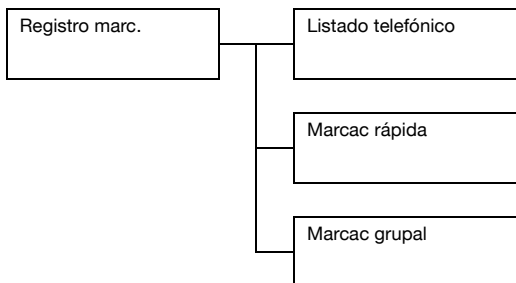 Registro marc.
Listado telefónico
Marcac rápida
Marcac grupal